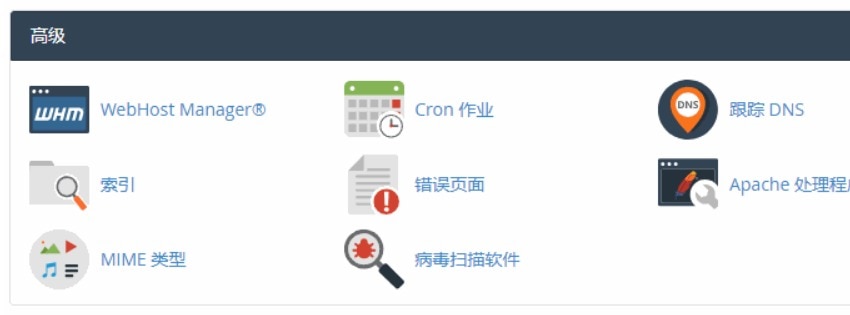 高级
WHM WebHost Manager®
Cron 作业
DNS 跟踪 DNS
索引
错误页面
Apache 处理程
MIME 类型
病毒扫描软件